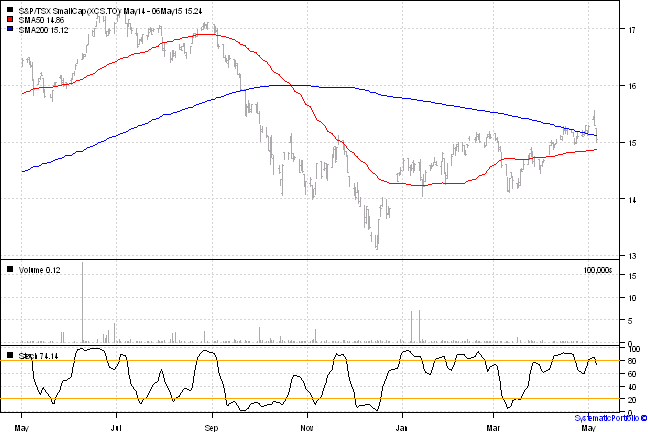 S&P/TSX SmallCap(XCS.TO) May14 - 06May15 15.24
SMA50 14.86
SMA200 15.12
17
16
15
14
13
Volume 0.12
100,000s
15
10
5
0
Stoch 74.14
100
80
60
40
20
0
May Jul Sep Nov Jan Mar May
SystematicPortfolio ©